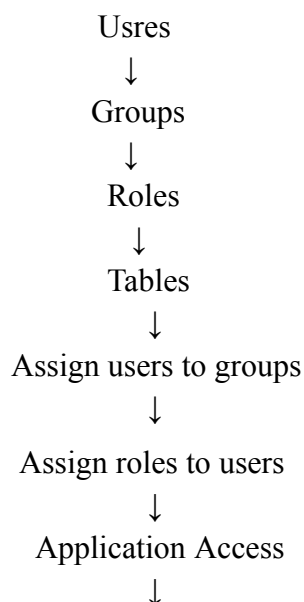 Usres
↓
Groups
↓
Roles
↓
Tables
↓
Assign users to groups
↓
Assign roles to users
↓
Application Access
↓